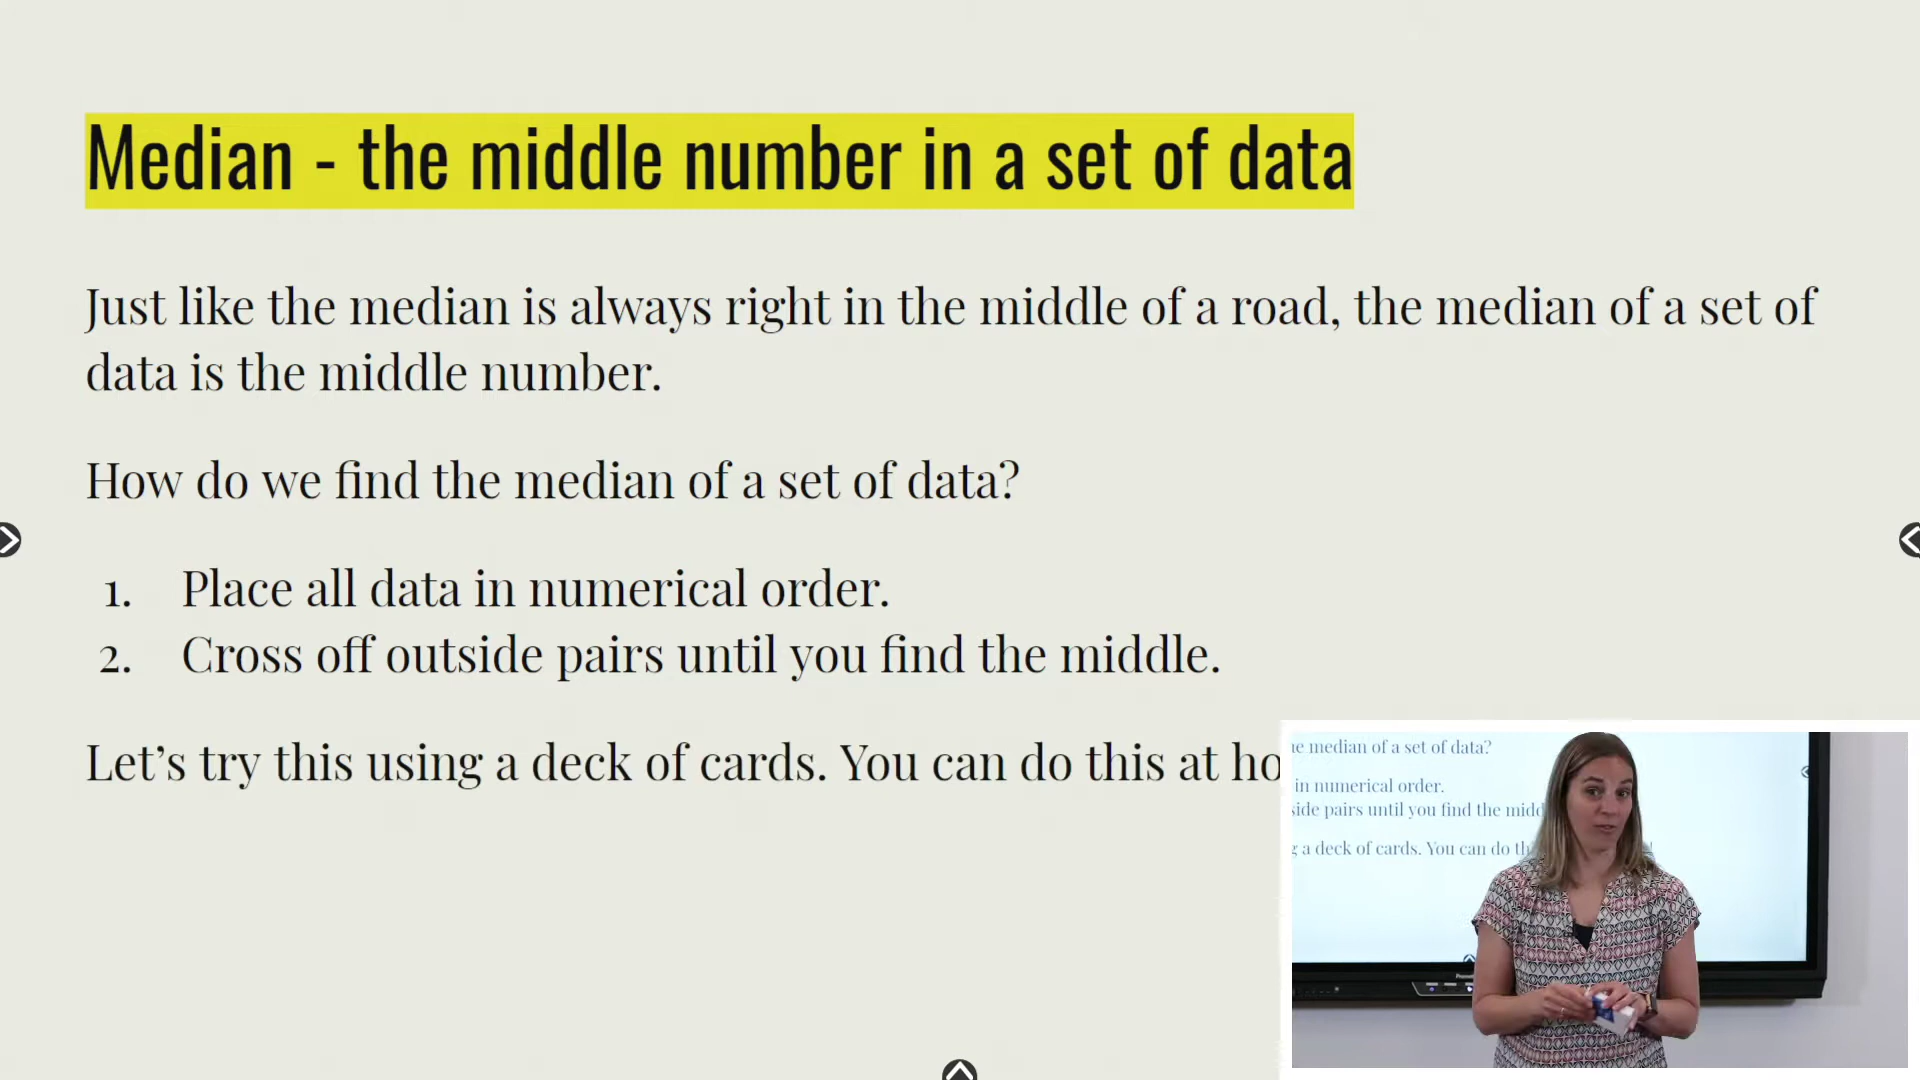 Median - the middle number in a set of data
Just like the median is always right in the middle of a road, the median of a set of
data is the middle number.
How do we find the median of a set of data?
1. Place all data in numerical order.
2. Cross off outside pairs until you find the middle.
Let's try this using a deck of cards. You can do this at ho
median of a set of data?
in numerical order.
side pairs until you find the midd
a deck of cards. You can do th